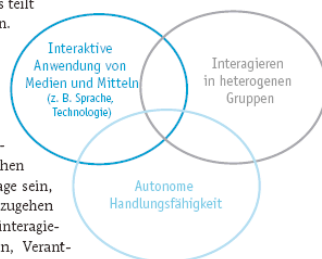 s teilt
n.
Interaktive
Anwendung von
Medien und Mitteln
(z. B. Sprache,
Technologie)
Interagieren
in heterogenen
Gruppen
-
hen
age sein,
zugehen
interagie-
n, Verant-
Autonome
Handlungsfähigkeit